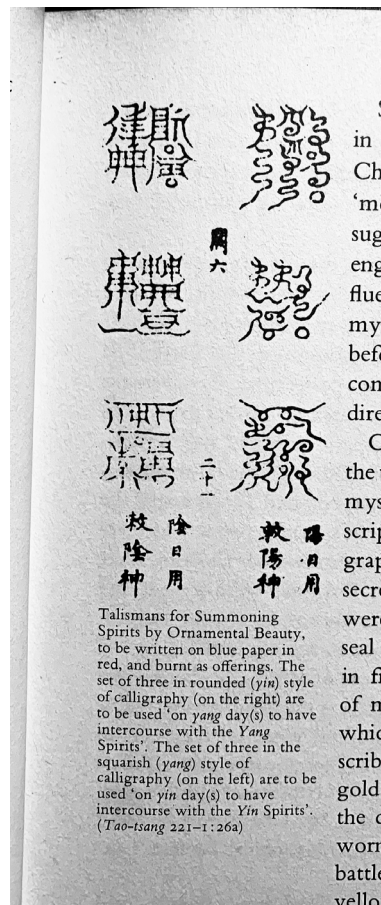 陽日用
敕陽神
二十一
陰日用
敕陰神
Talismans for Summoning
Spirits by Ornamental Beauty,
to be written on blue paper in
red, and burnt as offerings. The
set of three in rounded (yin) style
of calligraphy (on the right) are
to be used 'on yang day(s) to have
intercourse with the Yang
Spirits'. The set of three in the
squarish (yang) style of
calligraphy (on the left) are to be
used 'on yin day(s) to have
intercourse with the Yin Spirits'.
(Tao-tsang 221–1:26a)
in
Ch
'me
sug
eng
flue
my
befo
con
dire
C
the
mys
scrip
grap
secre
were
seal
in fi
of m
whic
scrib
gold
the c
worn
battle
yello